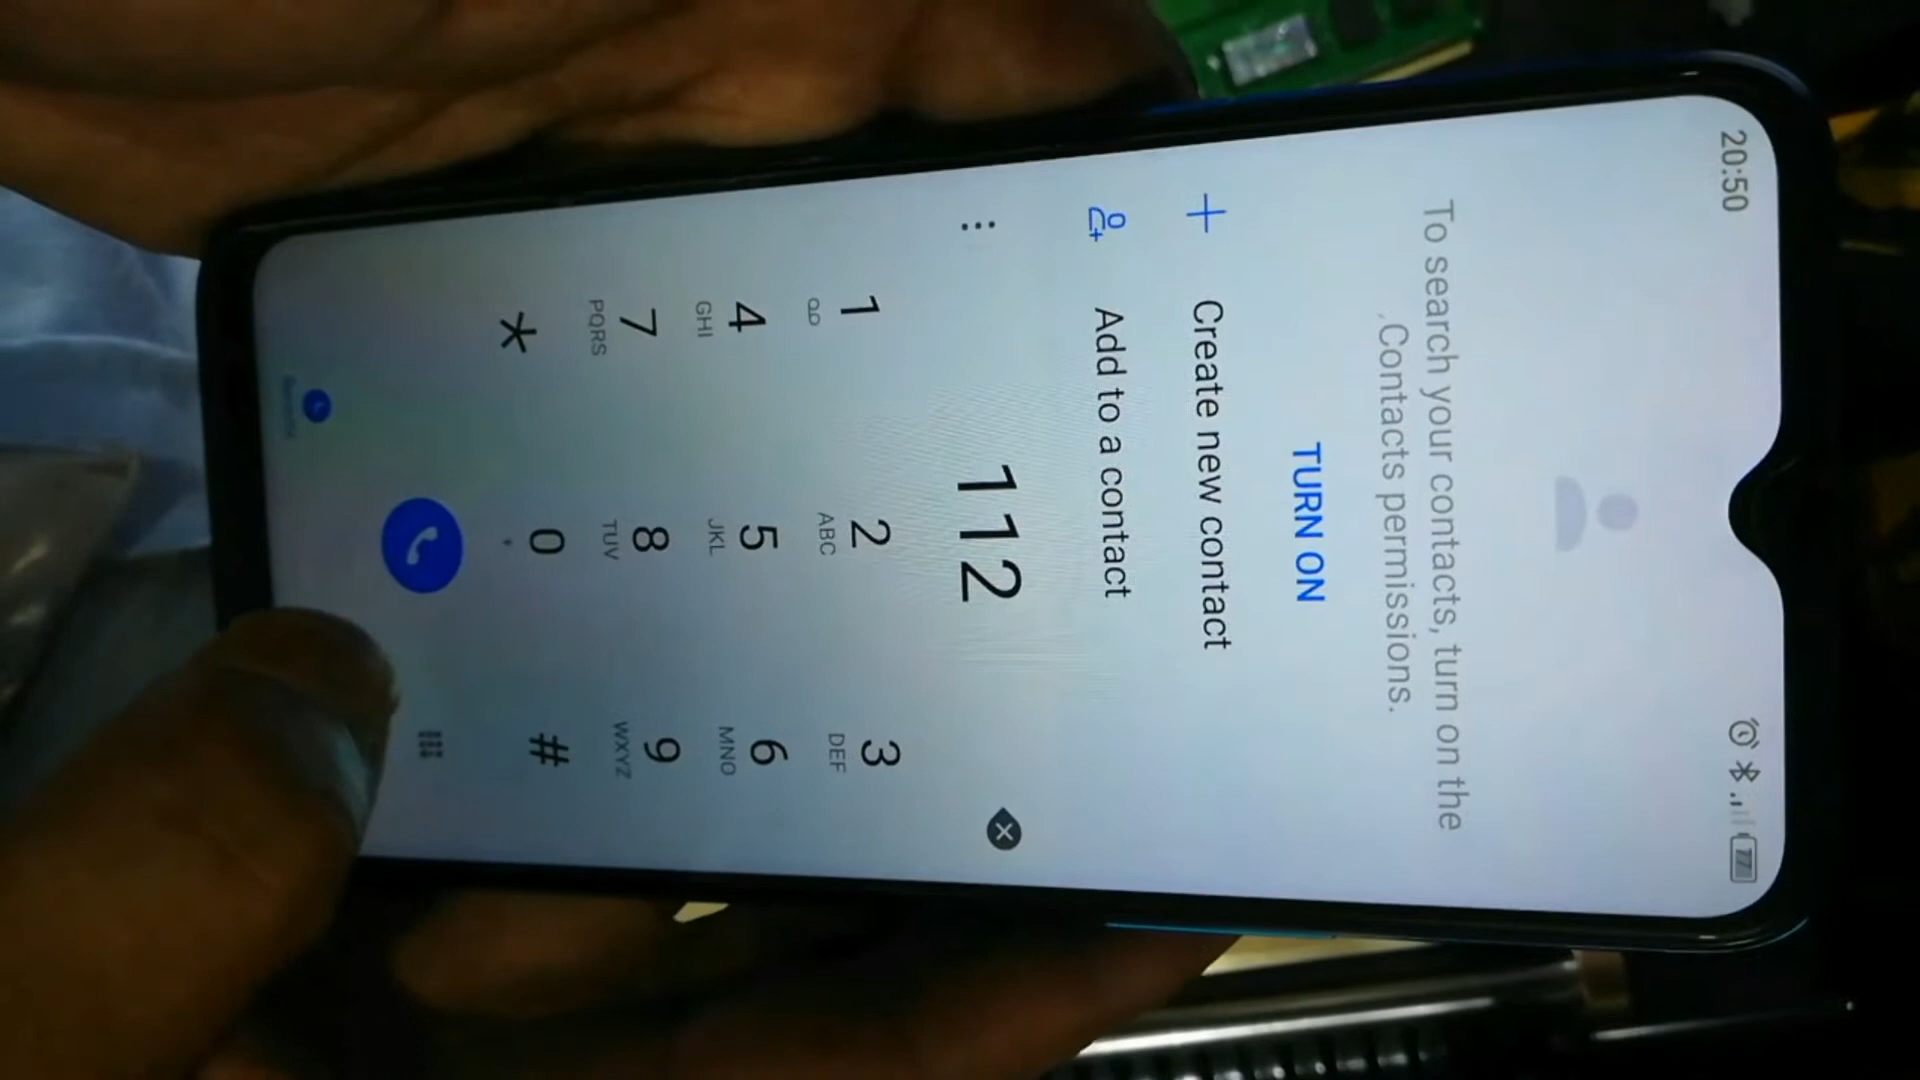 20:50
77
To search your contacts, turn on the
.Contacts permissions.
TURN ON
Create new contact
Add to a contact
112
1 2 3
ABC DEF
4 5 6
GHI JKL MNO
7 8 9
PQRS TUV WXYZ
* 0 #
+